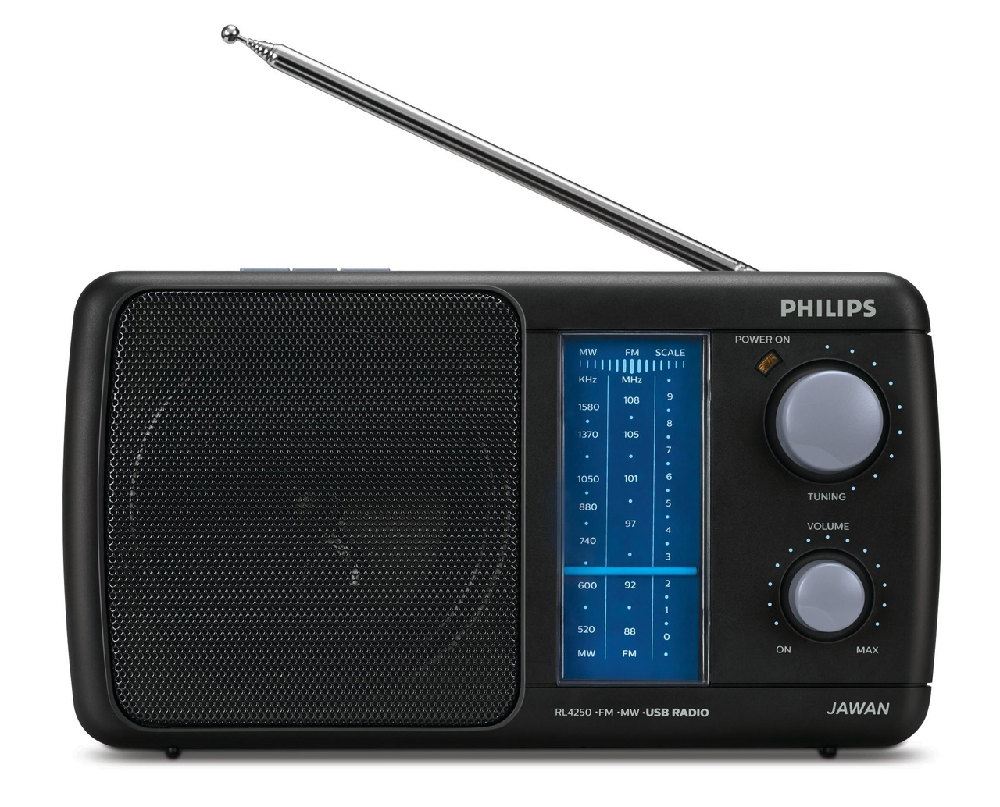 PHILIPS
POWER ON
MW FM SCALE
KHz MHz
9
108
1580
8
1370 105
7
6
1050 101
5
880
97
4
740
3
600 92 2
1
520 88
0
MW FM
TUNING
VOLUME
ON MAX
RL4250 •FM •MW •USB RADIO
JAWAN